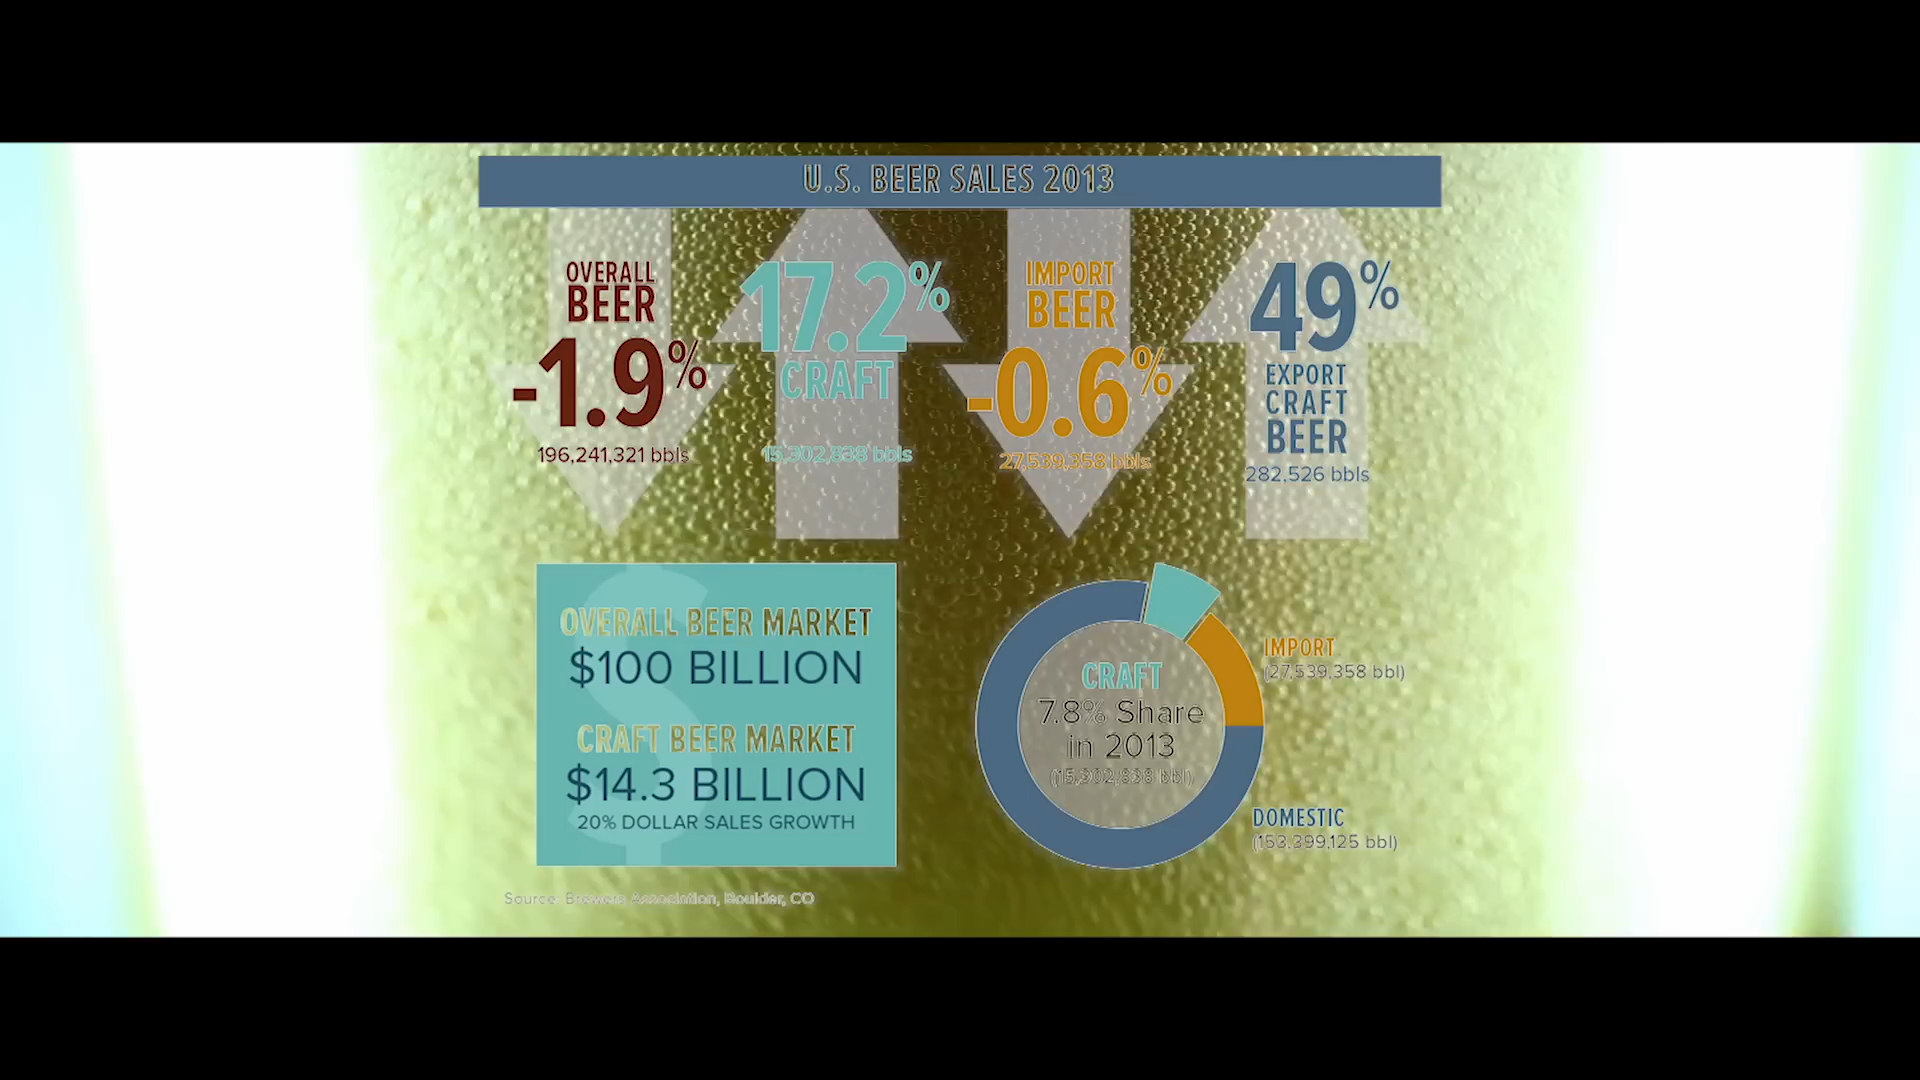 U.S. BEER SALES 2013
OVERALL
BEER
-1.9%
196,241,321 bbls
17.2%
CRAFT
15,302,838 bbls
IMPORT
BEER
-0.6%
27,539,358 bbls
49%
EXPORT
CRAFT
BEER
282,526 bbls
OVERALL BEER MARKET
$100 BILLION
CRAFT BEER MARKET
$14.3 BILLION
20% DOLLAR SALES GROWTH
CRAFT
7.8% Share
in 2013
(15,302,838 bbl)
IMPORT
(27,539,358 bbl)
DOMESTIC
(153,399,125 bbl)
Source: Brewers Association, Boulder, CO